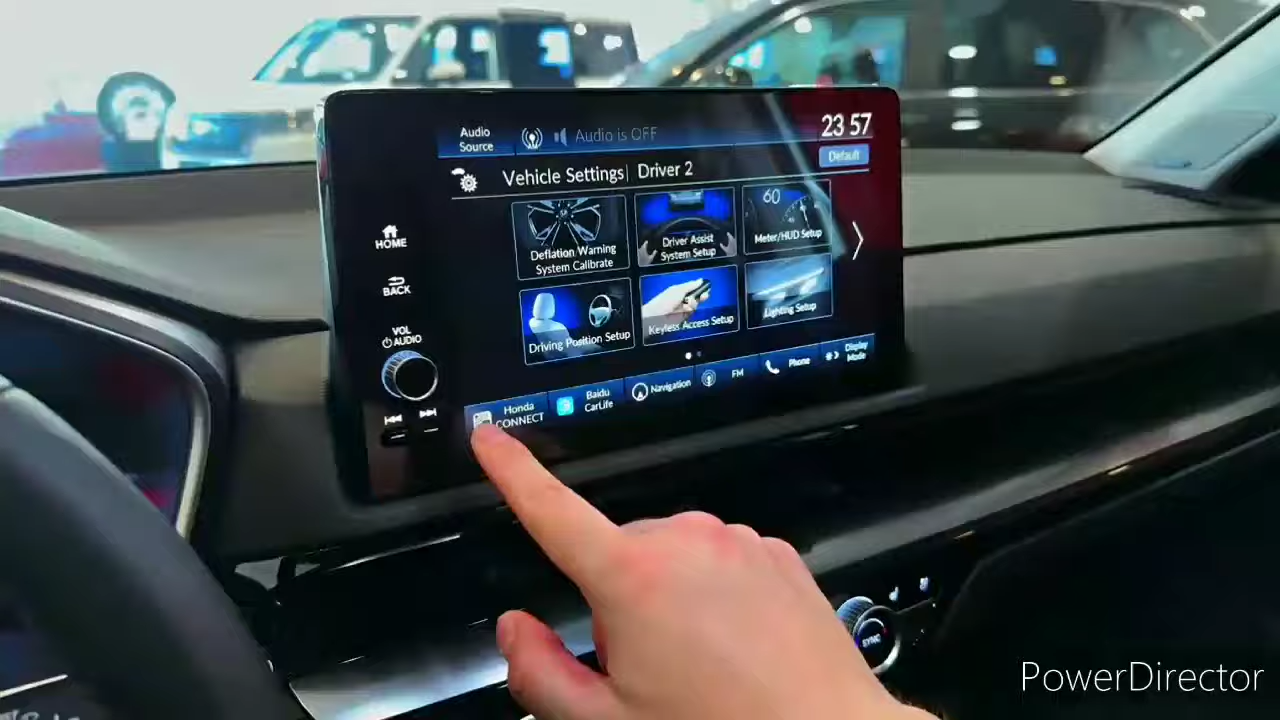 Audio
Source
Audio is OFF
23 57
Default
Vehicle Settings| Driver 2
Deflation Warning
System Calibrate
Driver Assist
System Setup
60
Meter/HUD Setup
Driving Position Setup
Keyless Access Setup
Lighting Setup
HOME
BACK
VOL
AUDIO
Honda
CONNECT
Baidu
CarLife
Navigation
FM
Phone
Display
Mode
SYNC
PowerDirector